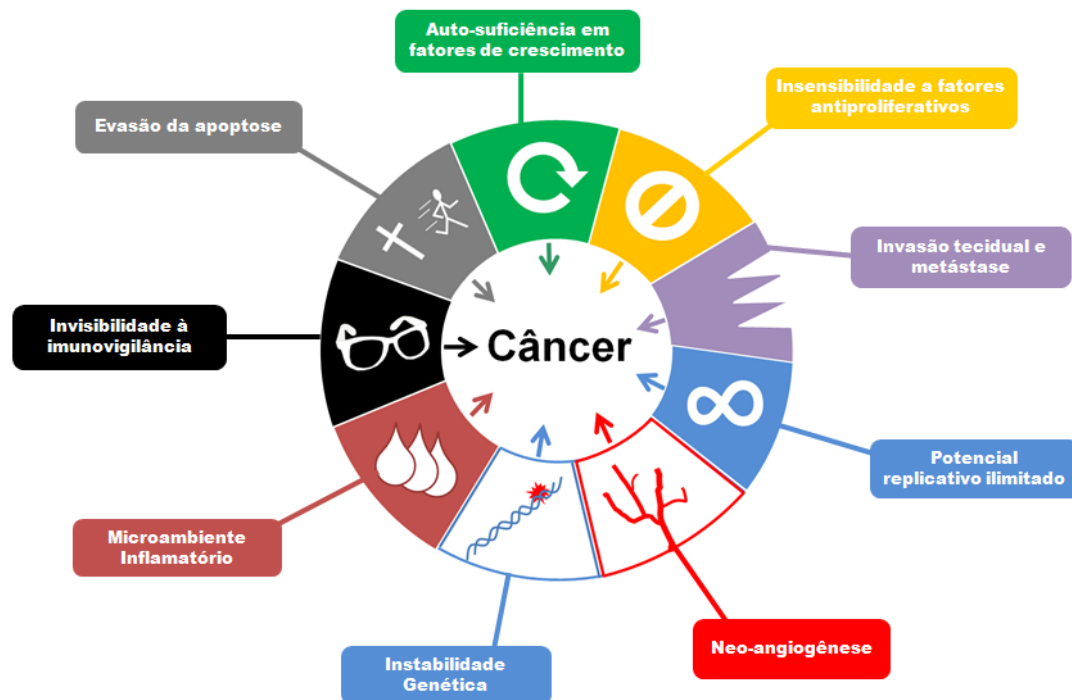 Auto-suficiência em
fatores de crescimento
Insensibilidade a fatores
antiproliferativos
Evasão da apoptose
Invasão tecidual e
metástase
Invisibilidade à
imunovigilância
Câncer
Potencial
replicativo ilimitado
Microambiente
Inflamatório
Neo-angiogênese
Instabilidade
Genética